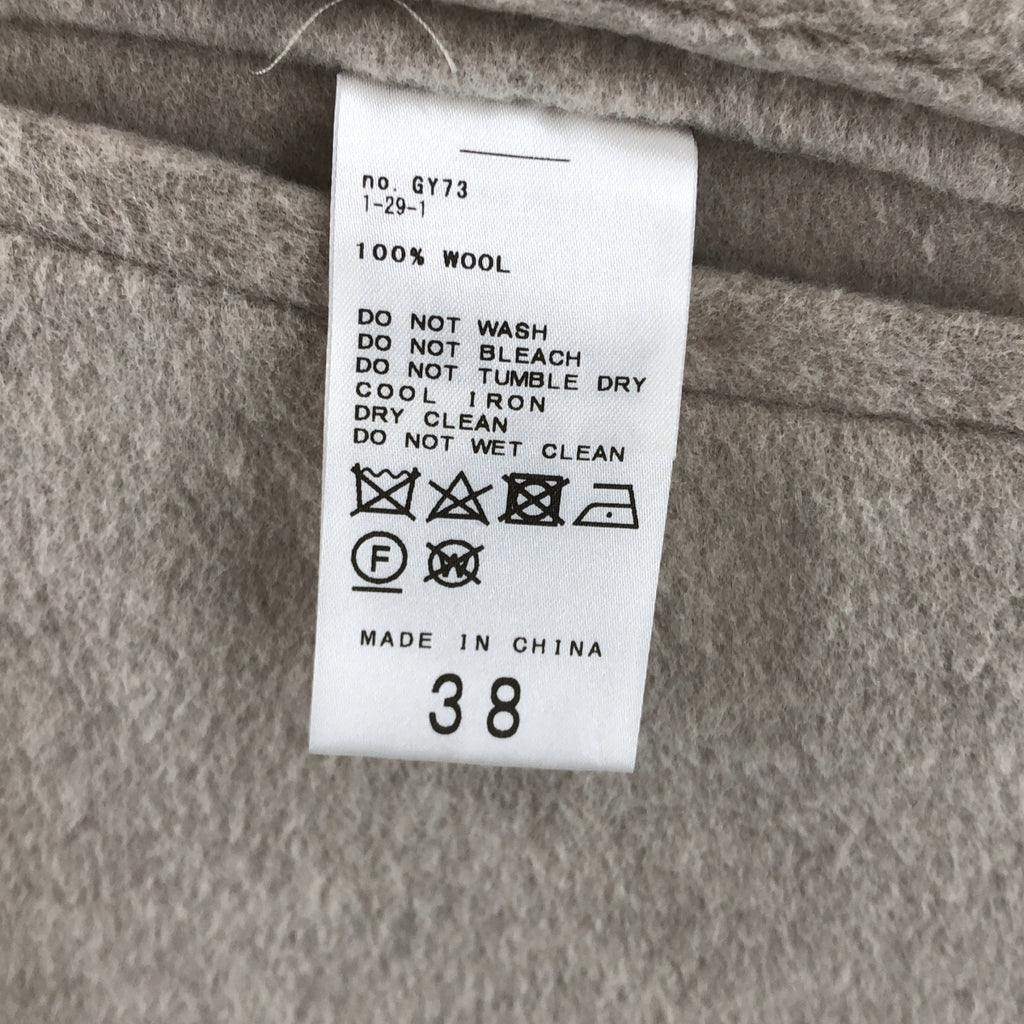 no. GY73
1-29-1
100% WOOL
DO NOT WASH
DO NOT BLEACH
DO NOT TUMBLE DRY
COOL IRON
DRY CLEAN
DO NOT WET CLEAN
F W
MADE IN CHINA
38